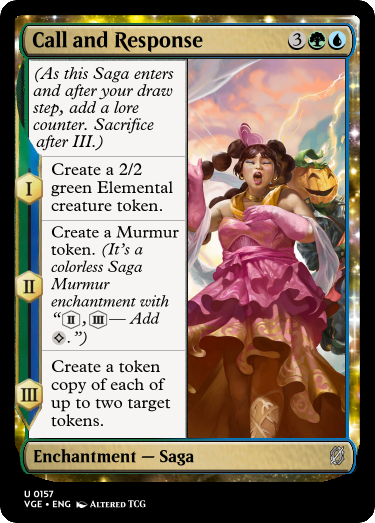 Call and Response 3
(As this Saga enters
and after your draw
step, add a lore
counter. Sacrifice
after III.)
I
Create a 2/2
green Elemental
creature token.
II
Create a Murmur
token. (It's a
colorless Saga
Murmur
enchantment with
"II, III— Add
.")
III
Create a token
copy of each of
up to two target
tokens.
Enchantment — Saga
U 0157
VGE • ENG ALTERED TCG